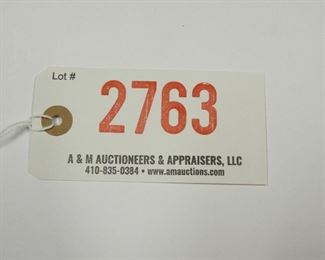 Lot #
2763
A & M AUCTIONEERS & APPRAISERS, LLC
410-835-0384 • www.amauctions.com